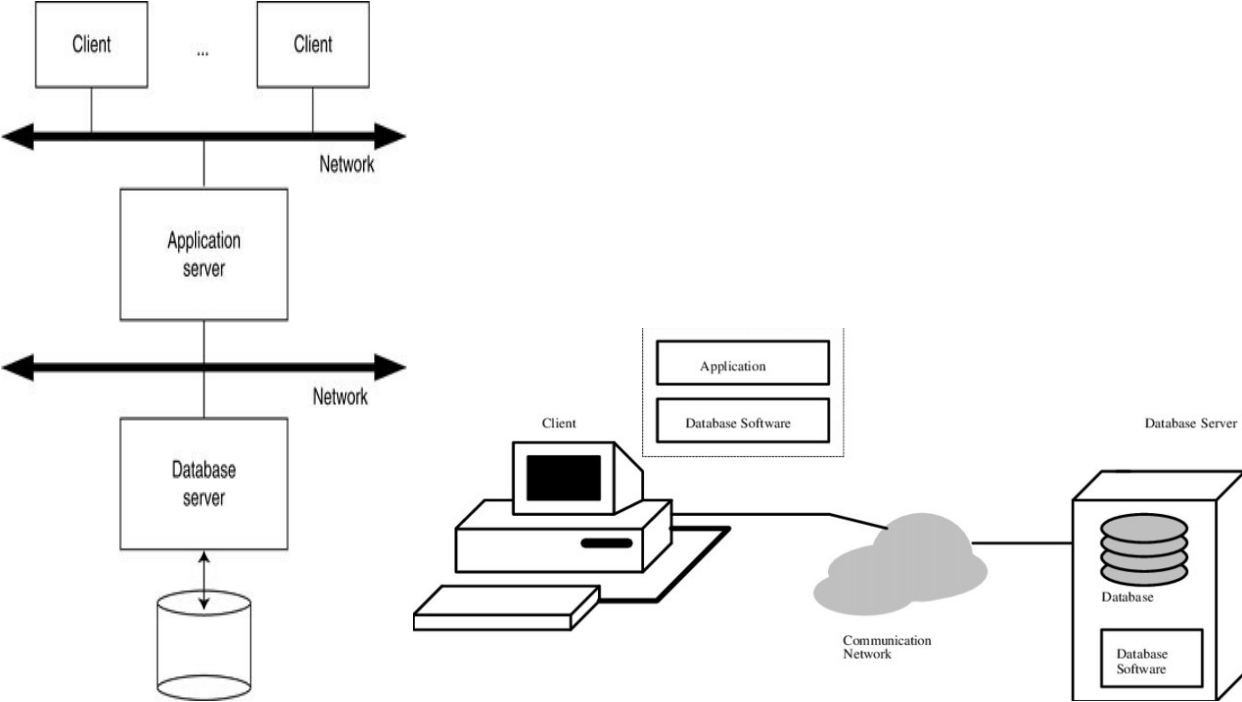 Client
...
Client
Network
Application
server
Network
Database
server
Application
Database Software
Client
Database Server
Database
Database
Software
Communication
Network